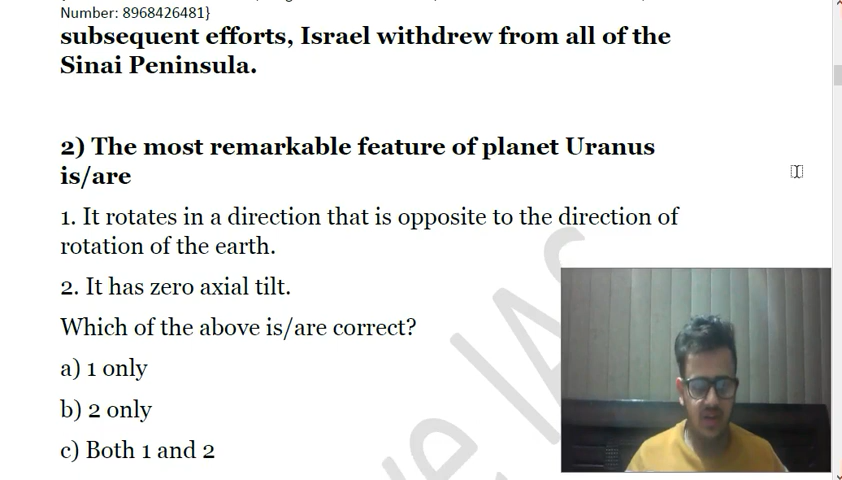 Number: 8968426481}
subsequent efforts, Israel withdrew from all of the
Sinai Peninsula.
2) The most remarkable feature of planet Uranus
is/are
1. It rotates in a direction that is opposite to the direction of
rotation of the earth.
2. It has zero axial tilt.
Which of the above is/are correct?
a) 1 only
b) 2 only
c) Both 1 and 2
IAS